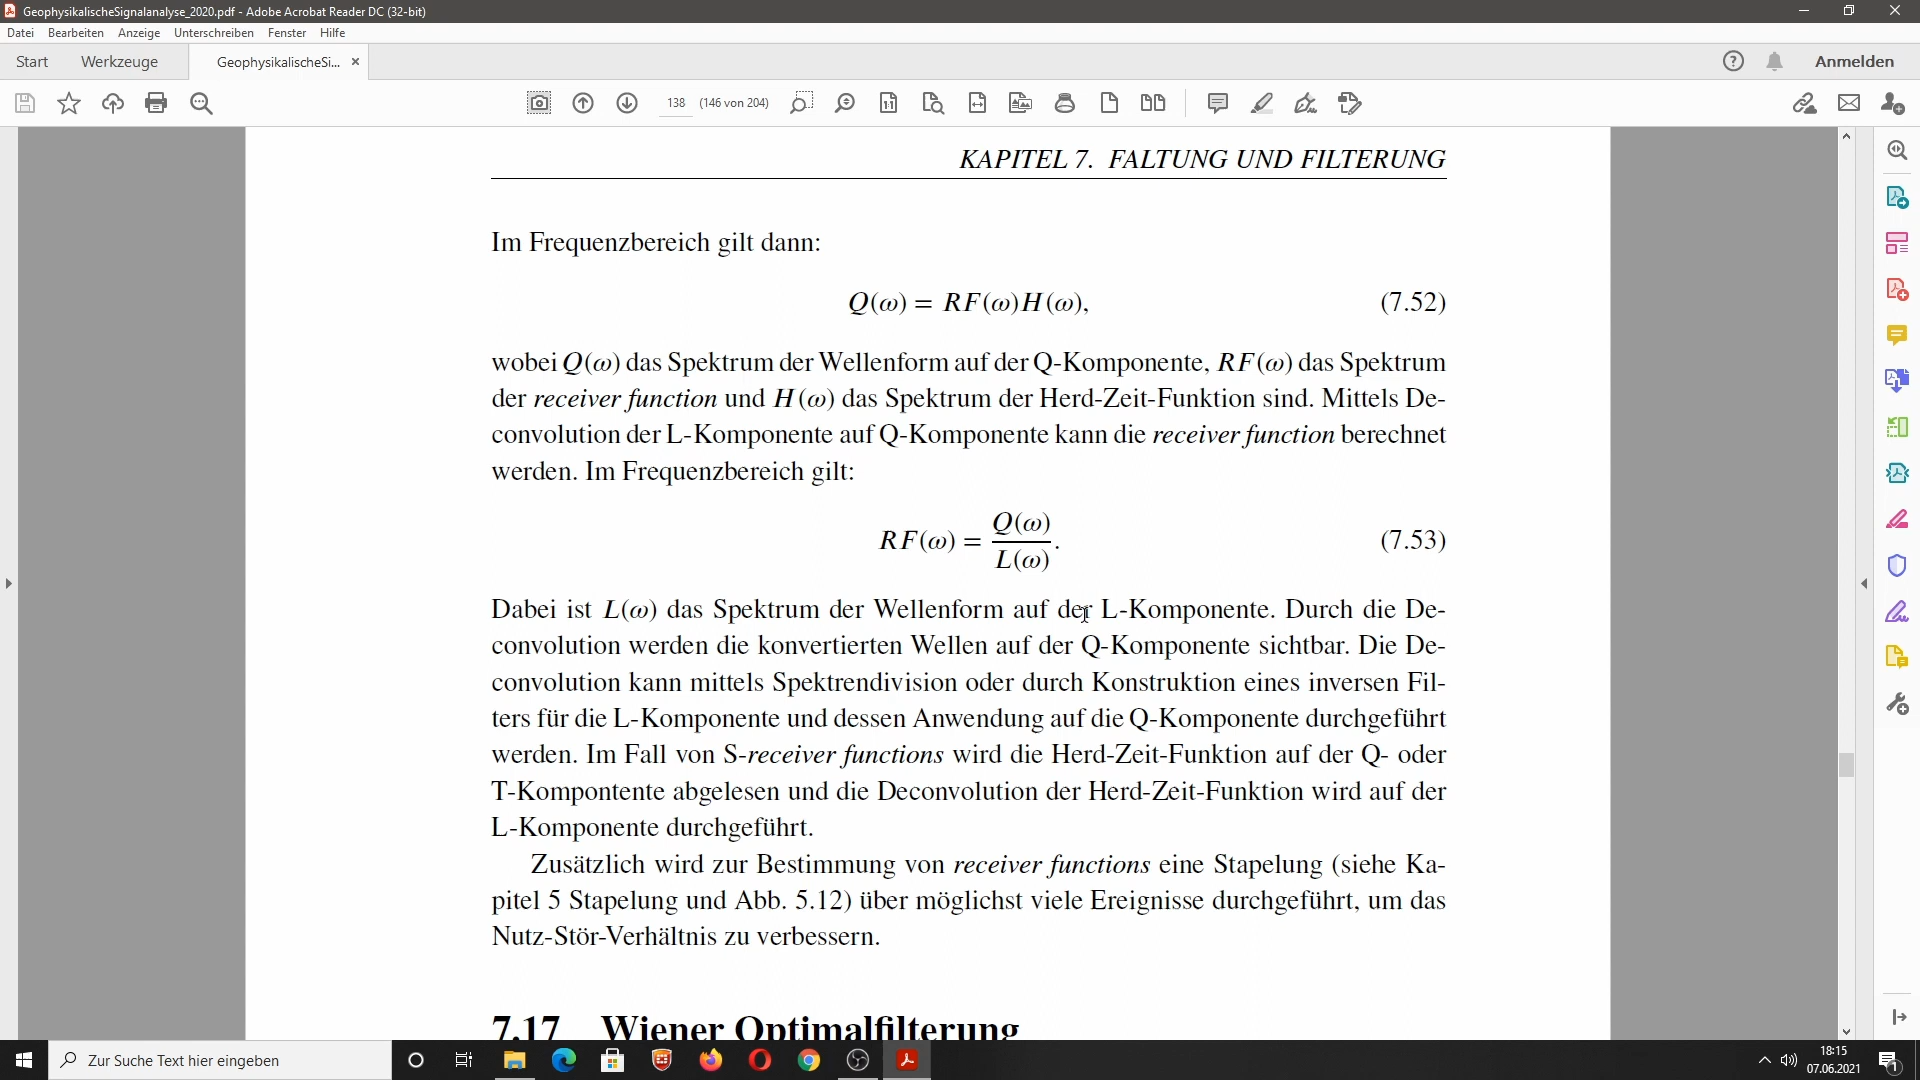 GeophysikalischeSignalanalyse_2020.pdf - Adobe Acrobat Reader DC (32-bit)
Datei Bearbeiten Anzeige Unterschreiben Fenster Hilfe
Start Werkzeuge GeophysikalischeSi... × Anmelden
138 (146 von 204)
KAPITEL 7. FALTUNG UND FILTERUNG
Im Frequenzbereich gilt dann:
Q(ω) = RF(ω)H(ω), (7.52)
wobei Q(ω) das Spektrum der Wellenform auf der Q-Komponente, RF(ω) das Spektrum
der receiver function und H(ω) das Spektrum der Herd-Zeit-Funktion sind. Mittels De-
convolution der L-Komponente auf Q-Komponente kann die receiver function berechnet
werden. Im Frequenzbereich gilt:
RF(ω) = Q(ω)/L(ω). (7.53)
Dabei ist L(ω) das Spektrum der Wellenform auf der L-Komponente. Durch die De-
convolution werden die konvertierten Wellen auf der Q-Komponente sichtbar. Die De-
convolution kann mittels Spektrendivision oder durch Konstruktion eines inversen Fil-
ters für die L-Komponente und dessen Anwendung auf die Q-Komponente durchgeführt
werden. Im Fall von S-receiver functions wird die Herd-Zeit-Funktion auf der Q- oder
T-Kompontente abgelesen und die Deconvolution der Herd-Zeit-Funktion wird auf der
L-Komponente durchgeführt.
Zusätzlich wird zur Bestimmung von receiver functions eine Stapelung (siehe Ka-
pitel 5 Stapelung und Abb. 5.12) über möglichst viele Ereignisse durchgeführt, um das
Nutz-Stör-Verhältnis zu verbessern.
7.17 Wiener Optimalfilterung
Zur Suche Text hier eingeben
18:15
07.06.2021
1